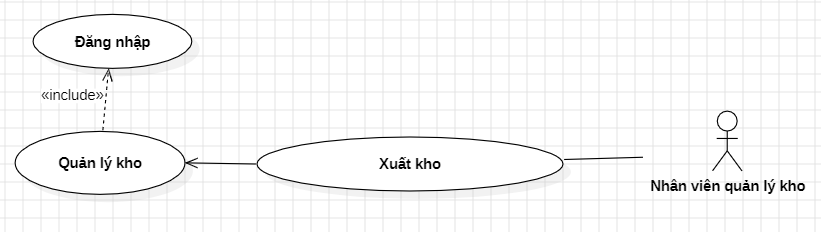 Đăng nhập
«include»
Quản lý kho
Xuất kho
Nhân viên quản lý kho